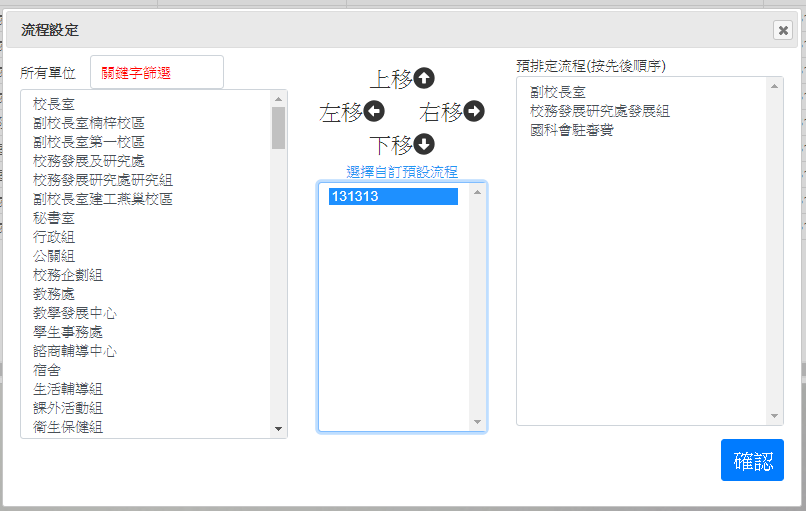 流程設定
所有單位
關鍵字篩選
校長室
副校長室楠梓校區
副校長室第一校區
校務發展及研究處
校務發展研究處研究組
副校長室建工燕巢校區
秘書室
行政組
公關組
校務企劃組
教務處
教學發展中心
學生事務處
諮商輔導中心
宿舍
生活輔導組
課外活動組
衛生保健組
上移
左移
右移
下移
選擇自訂預設流程
131313
預排定流程(按先後順序)
副校長室
校務發展研究處發展組
國科會駐審費
確認